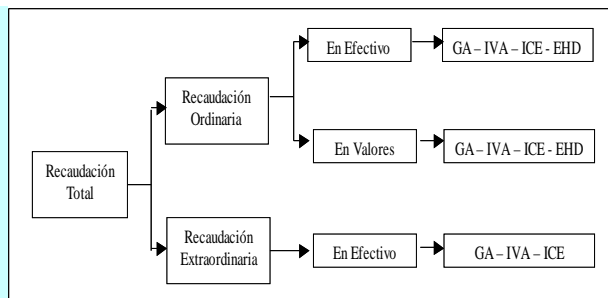 En Efectivo
GA – IVA – ICE - EHD
Recaudación
Ordinaria
En Valores
GA – IVA – ICE - EHD
Recaudación
Total
Recaudación
Extraordinaria
En Efectivo
GA – IVA – ICE